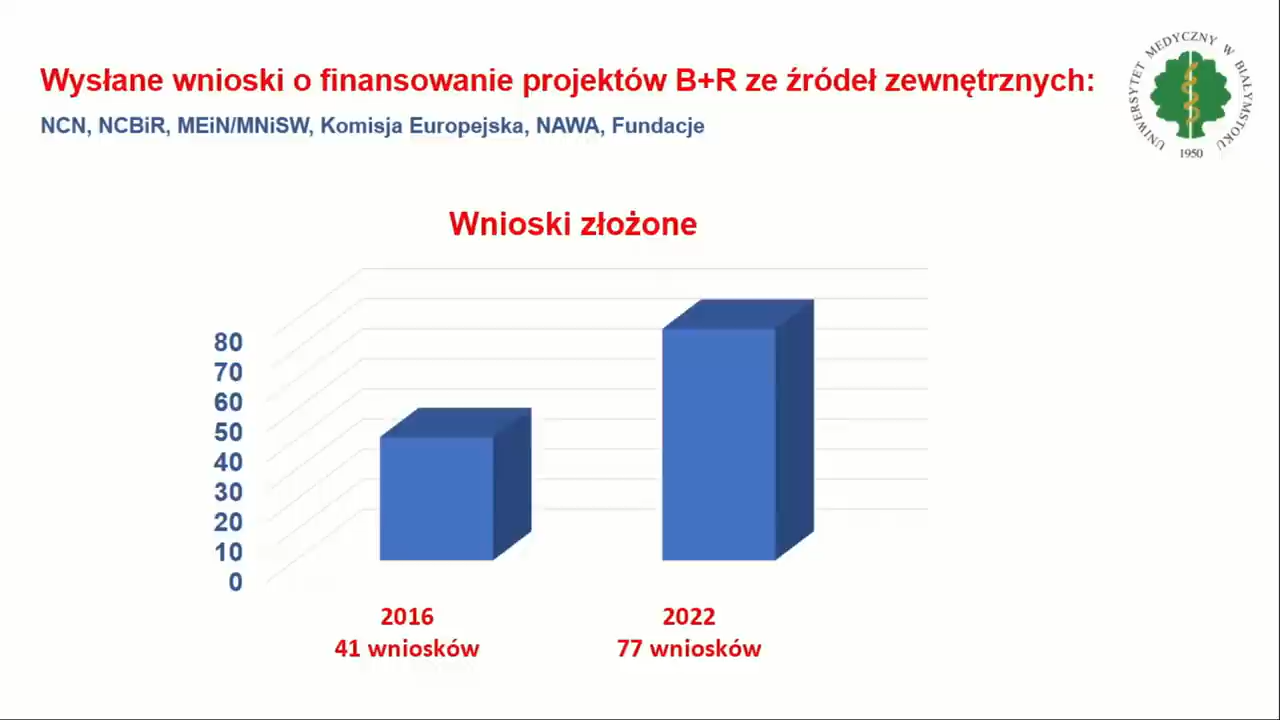 Wysłane wnioski o finansowanie projektów B+R ze źródeł zewnętrznych:
NCN, NCBiR, MEiN/MNiSW, Komisja Europejska, NAWA, Fundacje
UNIWERSYTET MEDYCZNY W BIAŁYMSTOKU
1950
Wnioski złożone
80
70
60
50
40
30
20
10
0
2016
41 wniosków
2022
77 wniosków